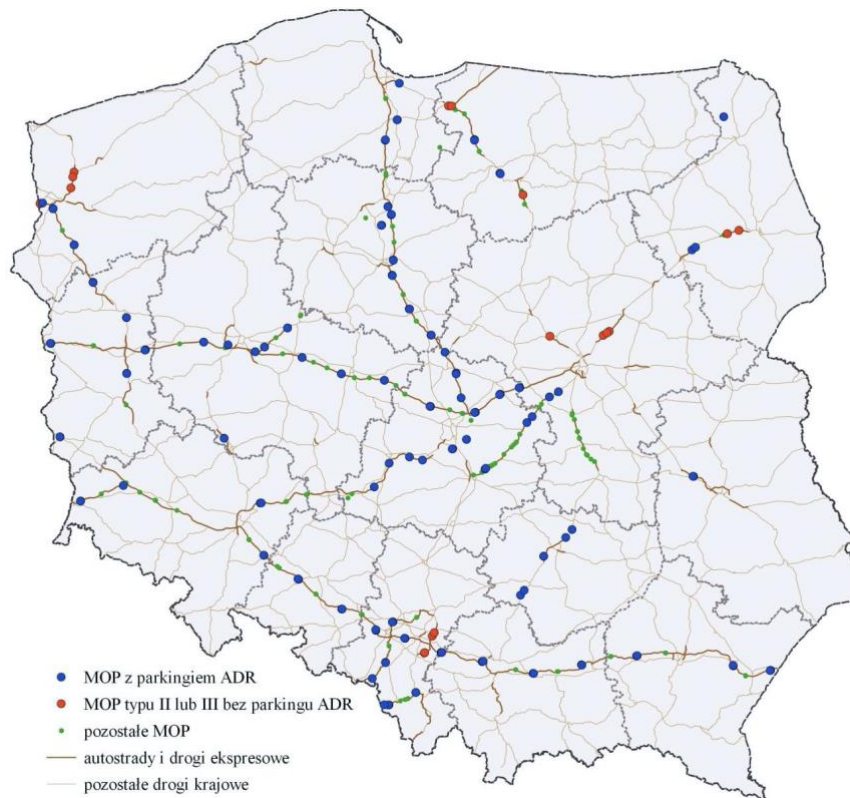 MOP z parkingiem ADR
MOP typu II lub III bez parkingu ADR
pozostałe MOP
autostrady i drogi ekspresowe
pozostałe drogi krajowe